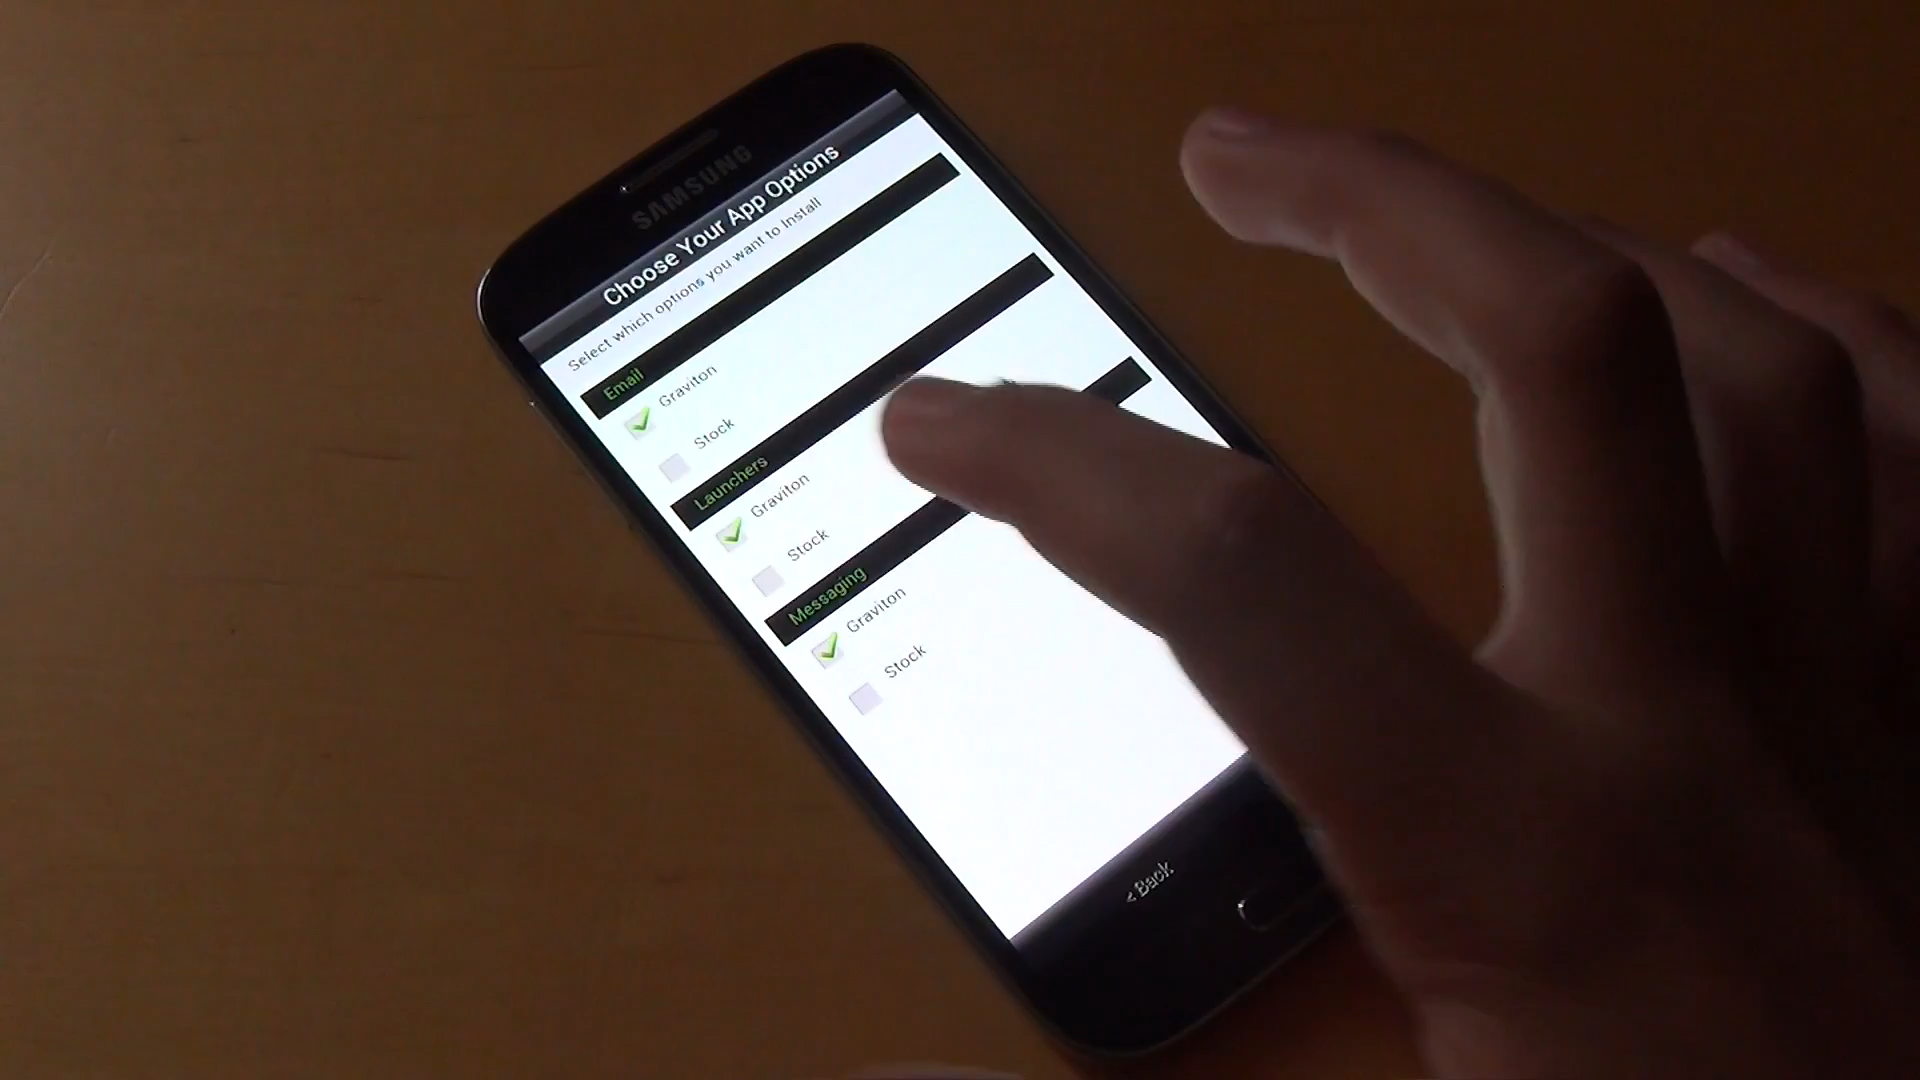 SAMSUNG
Choose Your App Options
Select which options you want to Install
Email
Graviton
Stock
Launchers
Graviton
Stock
Messaging
Graviton
Stock
< Back